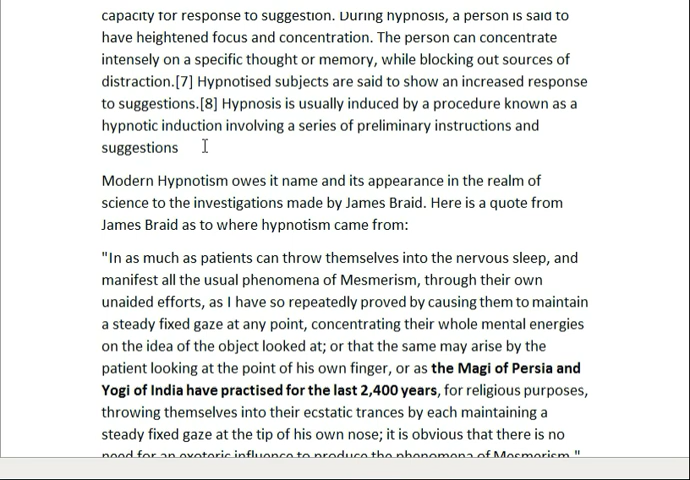 capacity for response to suggestion. During hypnosis, a person is said to
have heightened focus and concentration. The person can concentrate
intensely on a specific thought or memory, while blocking out sources of
distraction.[7] Hypnotised subjects are said to show an increased response
to suggestions.[8] Hypnosis is usually induced by a procedure known as a
hypnotic induction involving a series of preliminary instructions and
suggestions
Modern Hypnotism owes it name and its appearance in the realm of
science to the investigations made by James Braid. Here is a quote from
James Braid as to where hypnotism came from:
"In as much as patients can throw themselves into the nervous sleep, and
manifest all the usual phenomena of Mesmerism, through their own
unaided efforts, as I have so repeatedly proved by causing them to maintain
a steady fixed gaze at any point, concentrating their whole mental energies
on the idea of the object looked at; or that the same may arise by the
patient looking at the point of his own finger, or as the Magi of Persia and
Yogi of India have practised for the last 2,400 years, for religious purposes,
throwing themselves into their ecstatic trances by each maintaining a
steady fixed gaze at the tip of his own nose; it is obvious that there is no
need for an exoteric influence to produce the phenomena of Mesmerism."